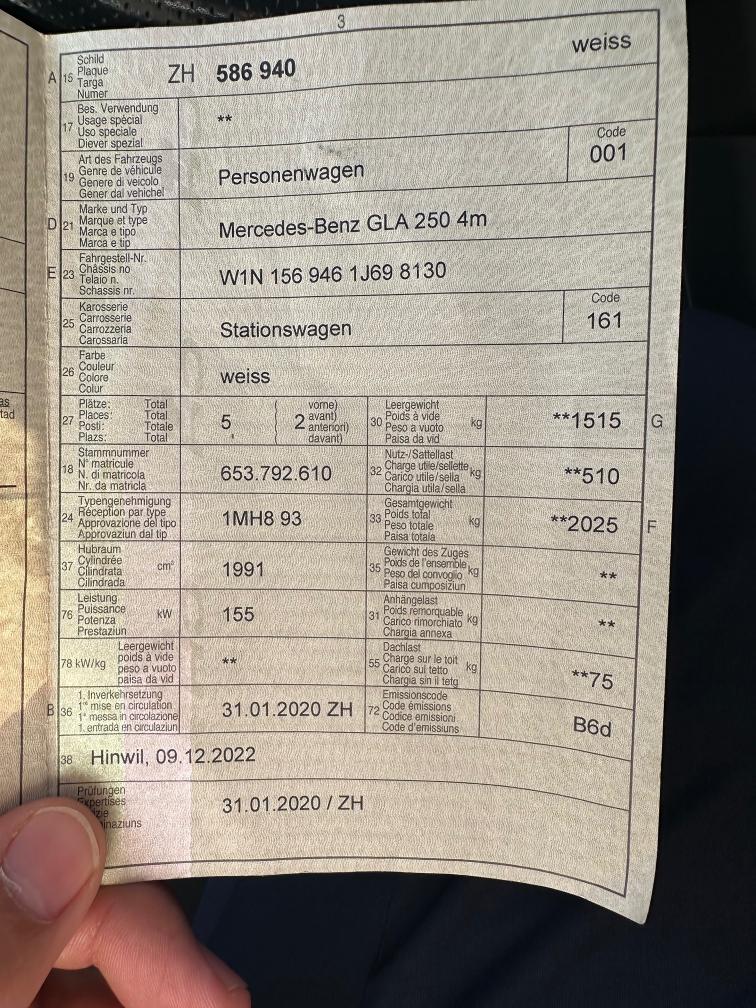 3
A 15 Schild
Plaque
Targa
Numer
ZH 586 940 weiss
17 Bes. Verwendung
Usage spécial
Uso speciale
Diever spezial
**
19 Art des Fahrzeugs
Genre de véhicule
Genere di veicolo
Gener dal vehichel
Personenwagen
Code
001
D 21 Marke und Typ
Marque et type
Marca e tipo
Marca e tip
Mercedes-Benz GLA 250 4m
E 23 Fahrgestell-Nr.
Châssis no
Telaio n.
Schassis nr.
W1N 156 946 1J69 8130
25 Karosserie
Carrosserie
Carrozzeria
Carossaria
Stationswagen
Code
161
26 Farbe
Couleur
Colore
Colur
weiss
27 Plätze: Total
Places: Total
Posti: Totale
Plazs: Total
5 ( 2 vorne)
avant)
anteriori)
davant)
30 Leergewicht
Poids à vide
Peso a vuoto
Paisa da vid
kg **1515 G
18 Stammnummer
N° matricule
N. di matricola
Nr. da matricla
653.792.610
32 Nutz-/Sattellast
Charge utile/sellette
Carico utile/sella
Chargia utila/sella
kg **510
24 Typengenehmigung
Réception par type
Approvazione del tipo
Approvaziun dal tip
1MH8 93
33 Gesamtgewicht
Poids total
Peso totale
Paisa totala
kg **2025 F
37 Hubraum
Cylindrée
Cilindrata
Cilindrada
cm³ 1991
35 Gewicht des Zuges
Poids de l'ensemble
Peso del convoglio
Paisa cumposiziun
kg **
76 Leistung
Puissance
Potenza
Prestaziun
kW 155
31 Anhängelast
Poids remorquable
Carico rimorchiato
Chargia annexa
kg **
78 kW/kg Leergewicht
poids à vide
peso a vuoto
paisa da vid
**
55 Dachlast
Charge sur le toit
Carico sul tetto
Chargia sin il tetg
kg **75
B 36 1. Inverkehrsetzung
1re mise en circulation
1a messa in circolazione
1. entrada en circulaziun
31.01.2020 ZH
72 Emissionscode
Code émissions
Codice emissioni
Code d'emissiuns
B6d
38 Hinwil, 09.12.2022
Prüfungen
Expertises
31.01.2020 / ZH